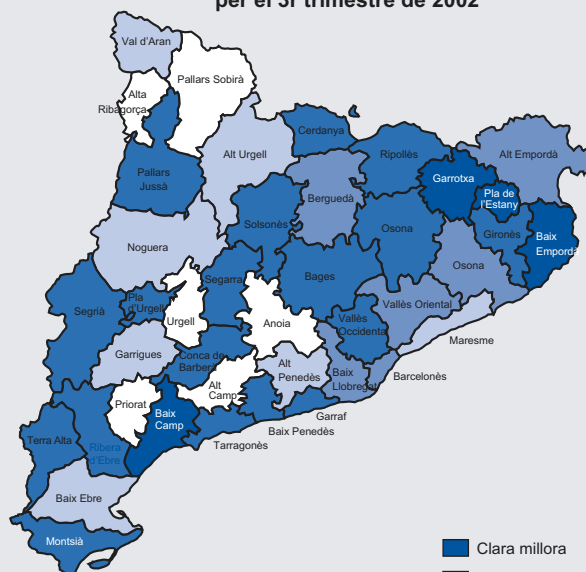 per el 3r trimestre de 2002
Val d'Aran
Pallars Sobirà
Alta
Ribagorça
Cerdanya
Alt Urgell
Ripollès
Alt Empordà
Garrotxa
Pallars
Jussà
Berguedà
Pla de
l'Estany
Solsonès
Osona
Gironès
Baix
Empordà
Noguera
Osona
Segarra
Bages
Segrià
Pla
d'Urgell
Urgell
Anoia
Vallès Oriental
Vallès
Occidental
Maresme
Garrigues
Conca de
Barberà
Alt
Penedès
Baix
Llobregat
Barcelonès
Alt
Camp
Priorat
Baix
Camp
Garraf
Baix Penedès
Tarragonès
Terra Alta
Ribera
d'Ebre
Baix Ebre
Montsià
Clara millora